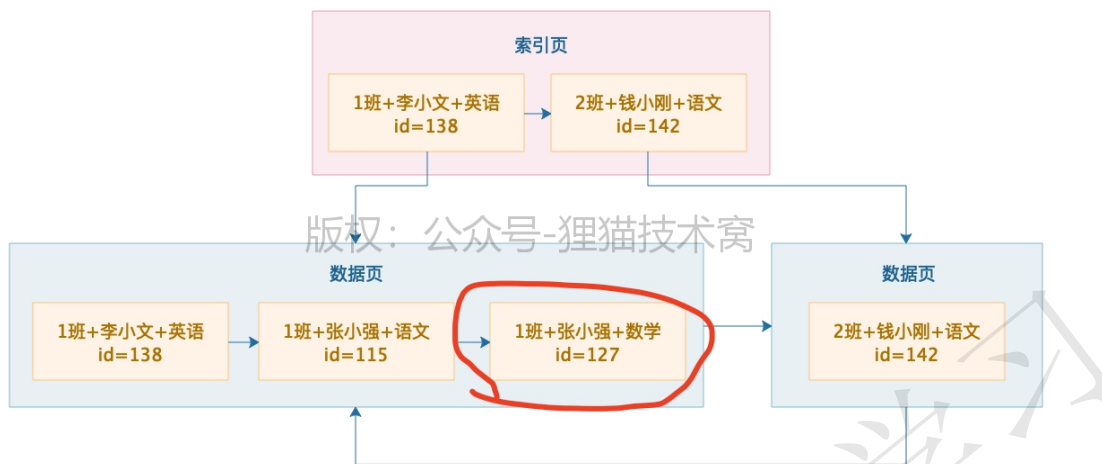 索引页
1班+李小文+英语
id=138
2班+钱小刚+语文
id=142
版权：公众号-狸猫技术窝
数据页
1班+李小文+英语
id=138
1班+张小强+语文
id=115
1班+张小强+数学
id=127
数据页
2班+钱小刚+语文
id=142